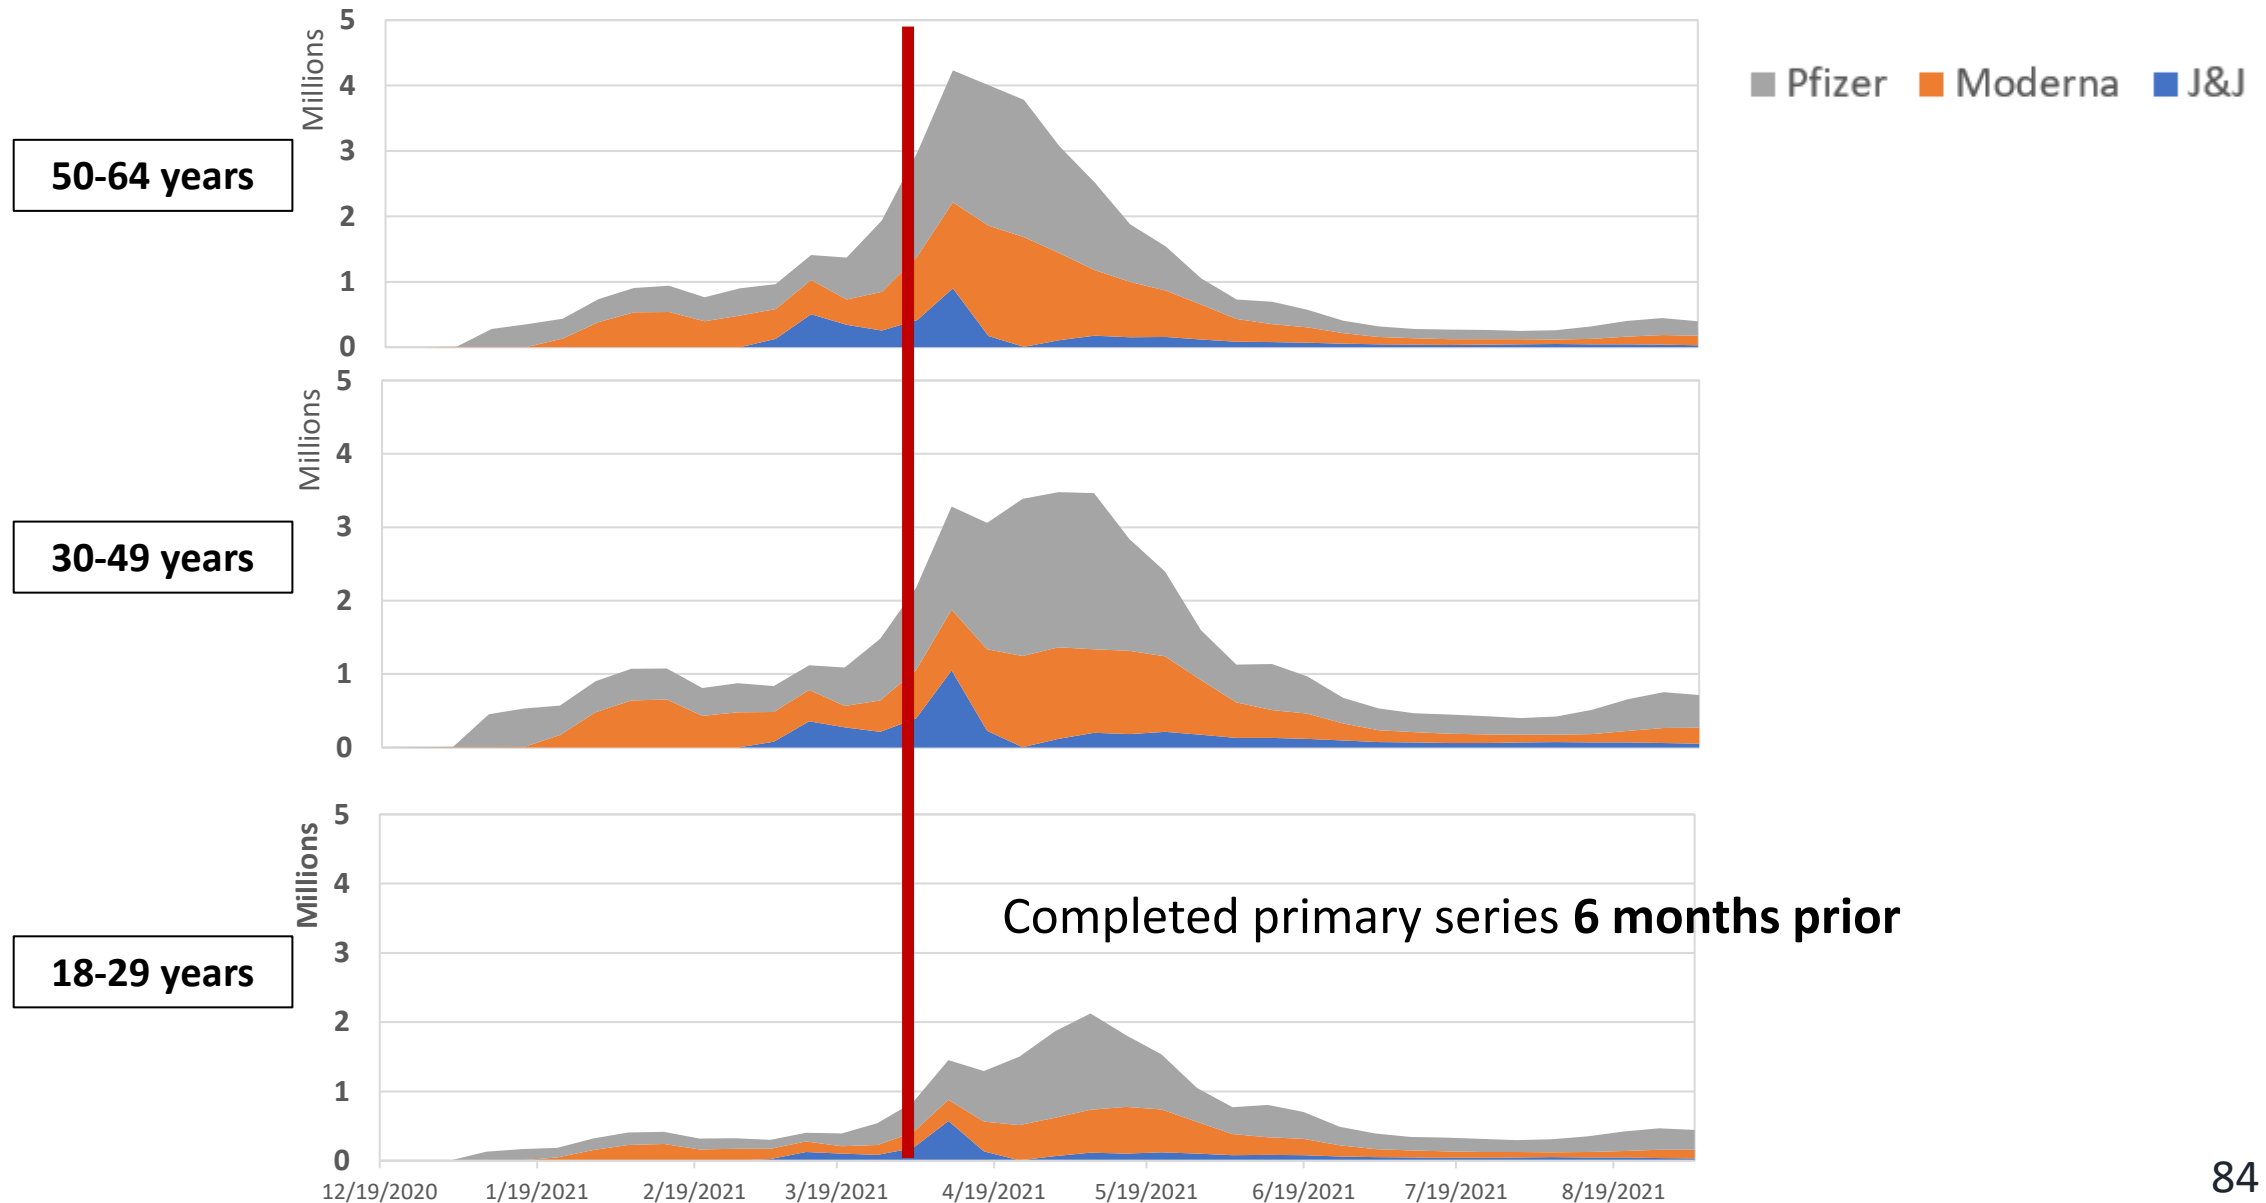 5
Millions
4
3
2
1
0
50-64 years
Pfizer Moderna J&J
5
Millions
4
3
2
1
0
30-49 years
5
Millions
4
3
2
1
0
18-29 years
Completed primary series 6 months prior
12/19/2020 1/19/2021 2/19/2021 3/19/2021 4/19/2021 5/19/2021 6/19/2021 7/19/2021 8/19/2021
84